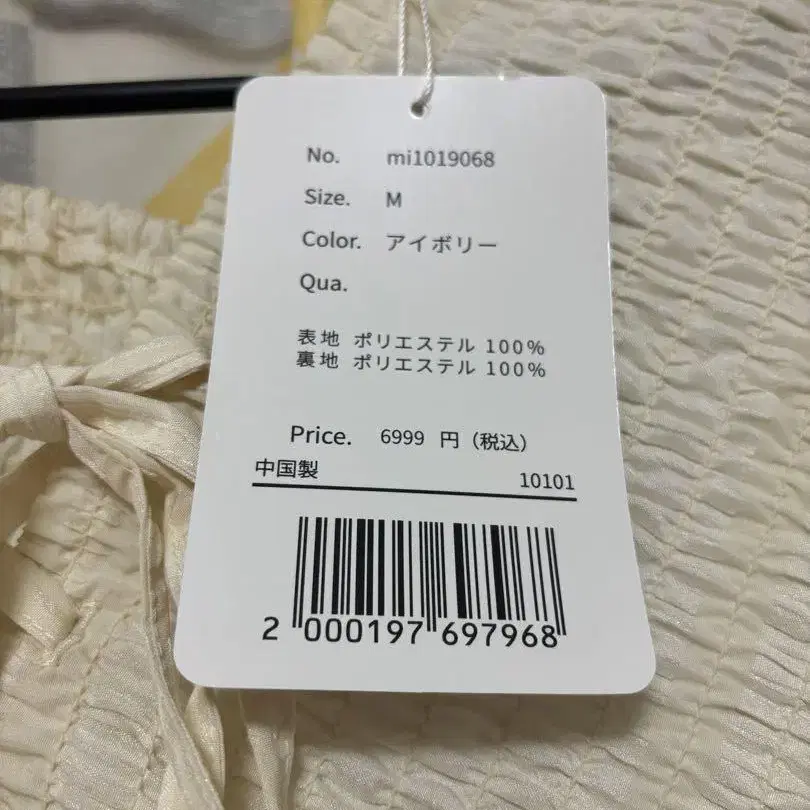 No. mi1019068
Size. M
Color. アイボリー
Qua.
表地 ポリエステル 100%
裏地 ポリエステル 100%
Price. 6999 円（税込）
中国製 10101
2 000197 697968